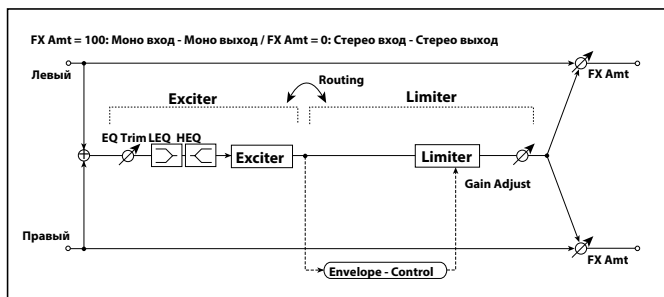 FX Amt = 100: Моно вход - Моно выход / FX Amt = 0: Стерео вход - Стерео выход
Левый
FX Amt
Routing
Exciter
Limiter
EQ Trim
LEQ
HEQ
Exciter
Limiter
Gain Adjust
Правый
Envelope - Control
FX Amt